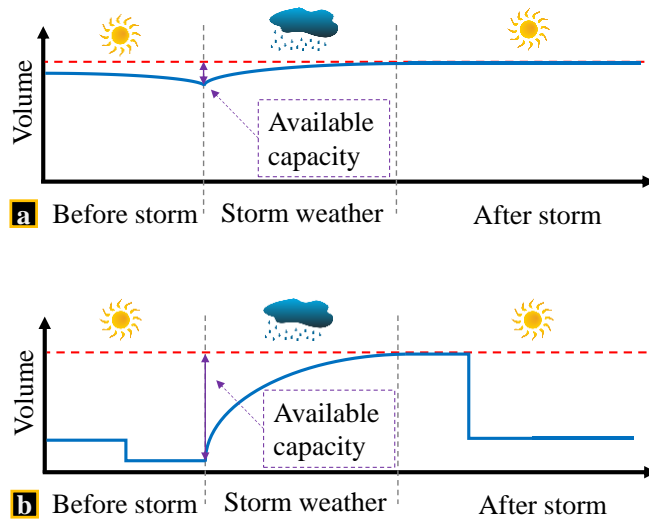 Volume
Available
capacity
a
Before storm
Storm weather
After storm
Volume
Available
capacity
b
Before storm
Storm weather
After storm